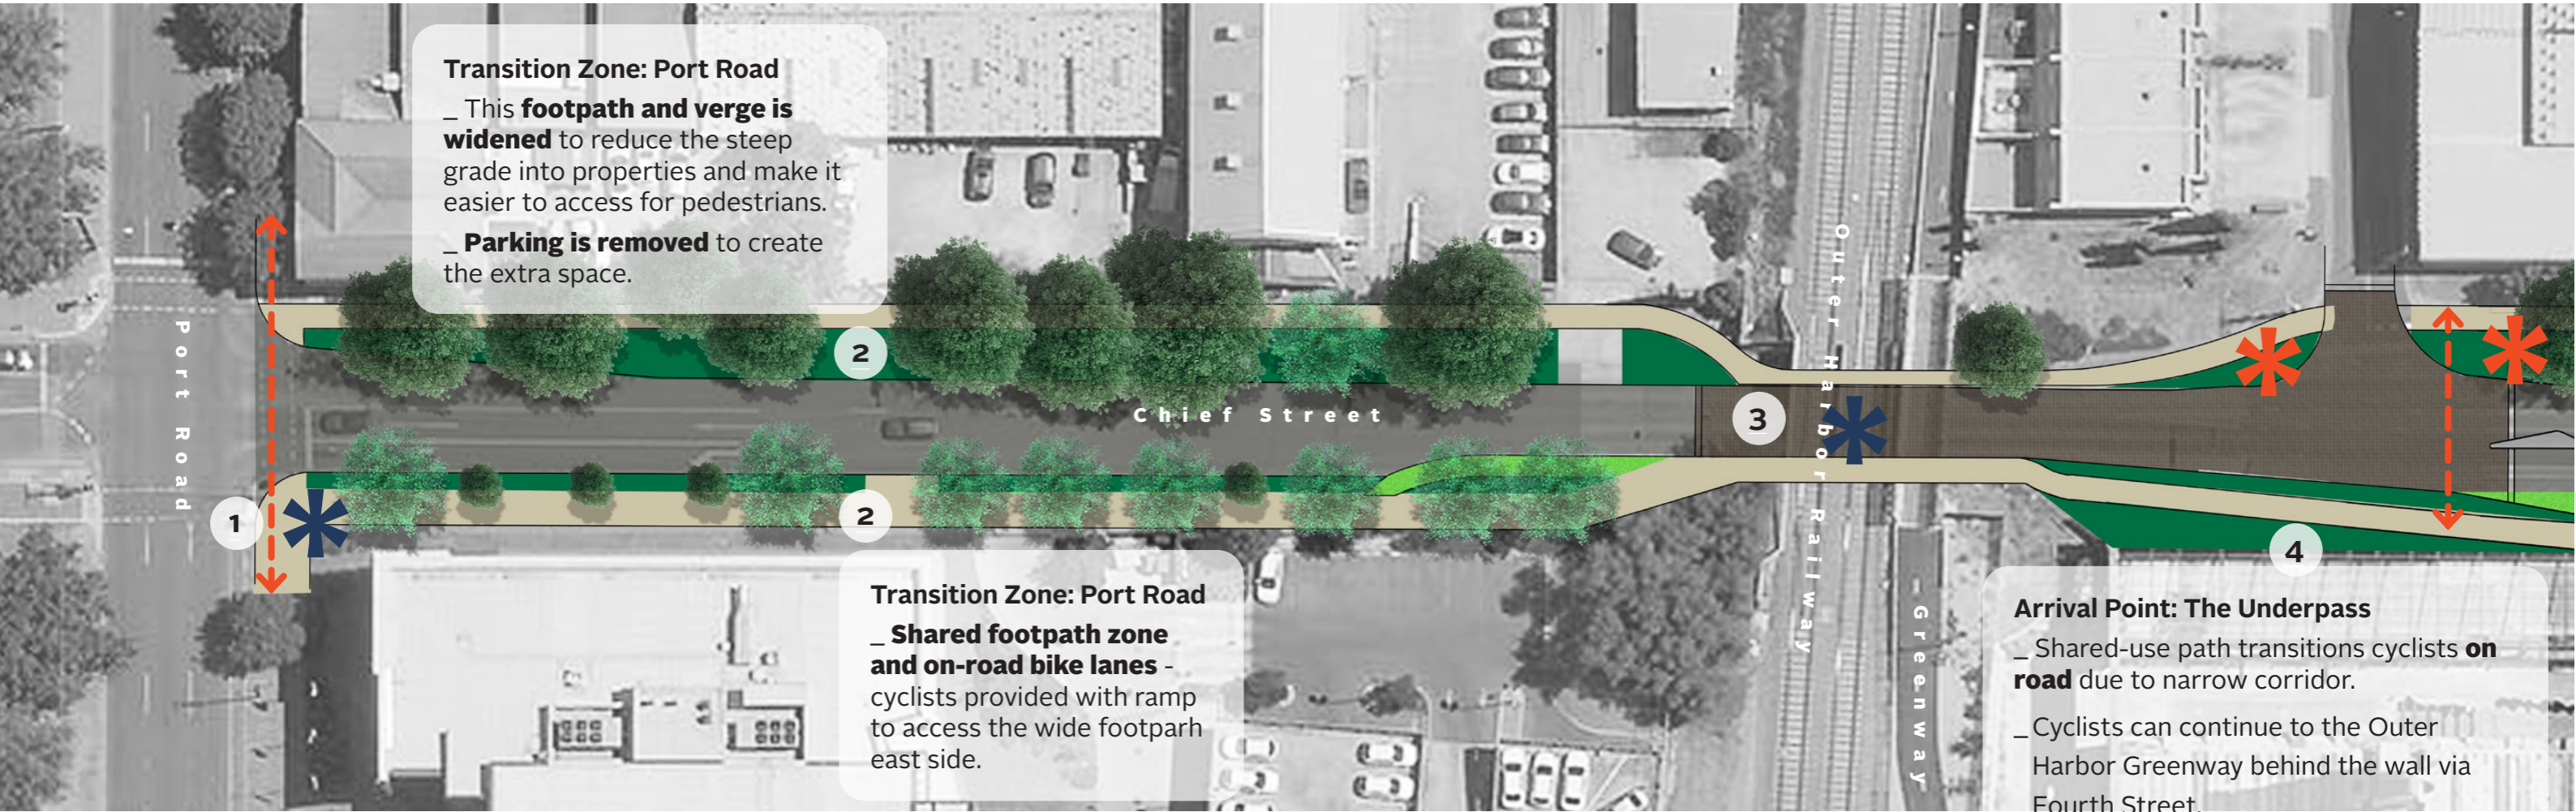 Transition Zone: Port Road
_ This footpath and verge is
widened to reduce the steep
grade into properties and make it
easier to access for pedestrians.
_ Parking is removed to create
the extra space.
Port Road
2
Chief Street
3
Outer Harbor Railway
1
2
4
Transition Zone: Port Road
_ Shared footpath zone
and on-road bike lanes -
cyclists provided with ramp
to access the wide footparh
east side.
Greenway
Arrival Point: The Underpass
_ Shared-use path transitions cyclists on
road due to narrow corridor.
_ Cyclists can continue to the Outer
Harbor Greenway behind the wall via
Fourth Street.